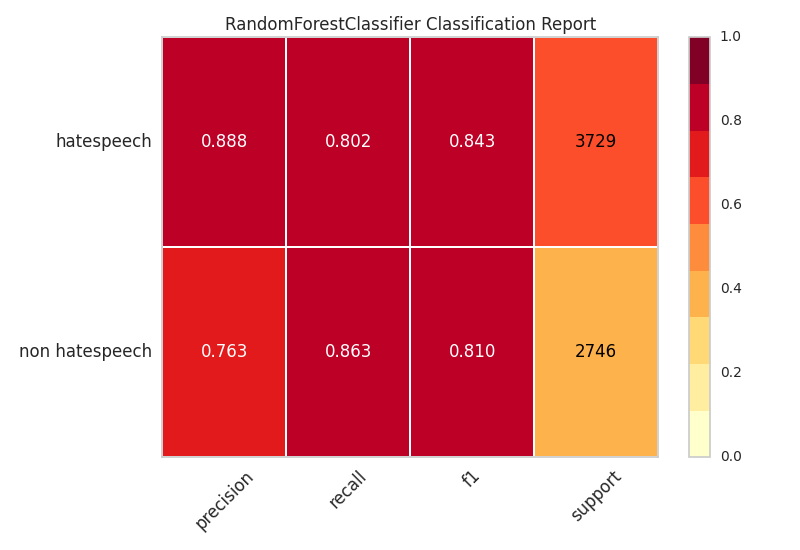 RandomForestClassifier Classification Report
hatespeech 0.888 0.802 0.843 3729
non hatespeech 0.763 0.863 0.810 2746
precision recall f1 support
1.0
0.8
0.6
0.4
0.2
0.0